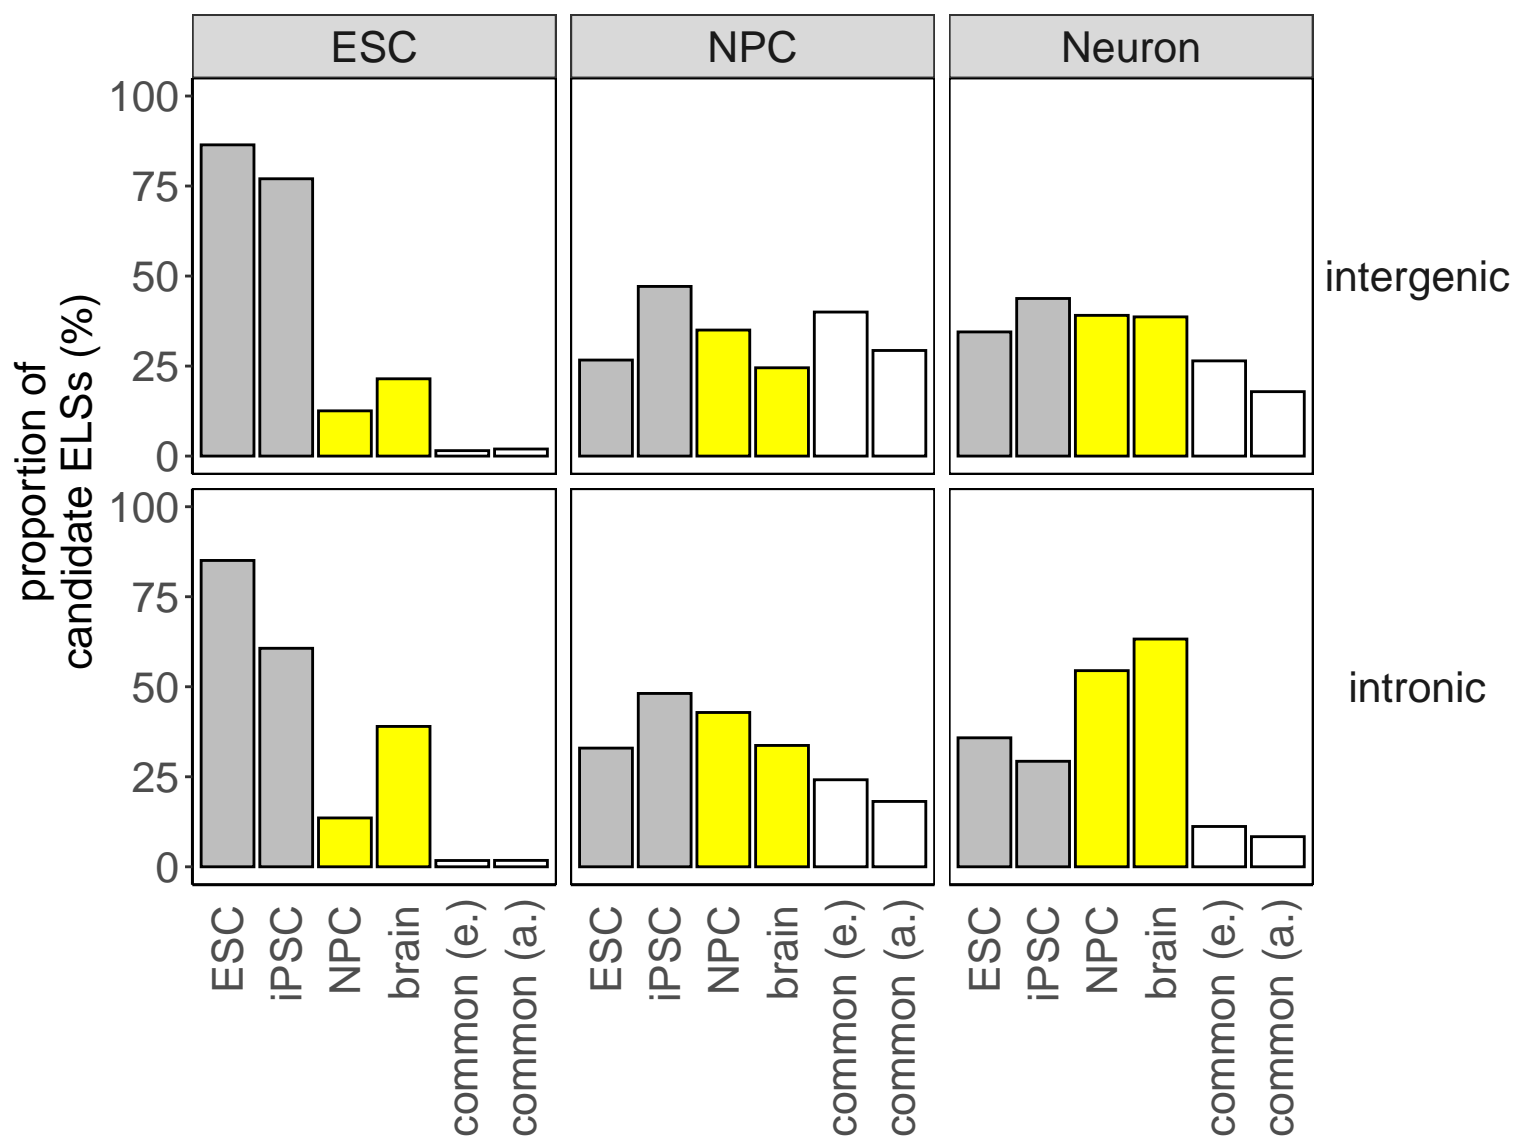 ESC NPC Neuron
proportion of
candidate ELSs (%)
100
75
50
25
0
intergenic
100
75
50
25
0
intronic
ESC iPSC NPC brain common (e.) common (a.) ESC iPSC NPC brain common (e.) common (a.) ESC iPSC NPC brain common (e.) common (a.)